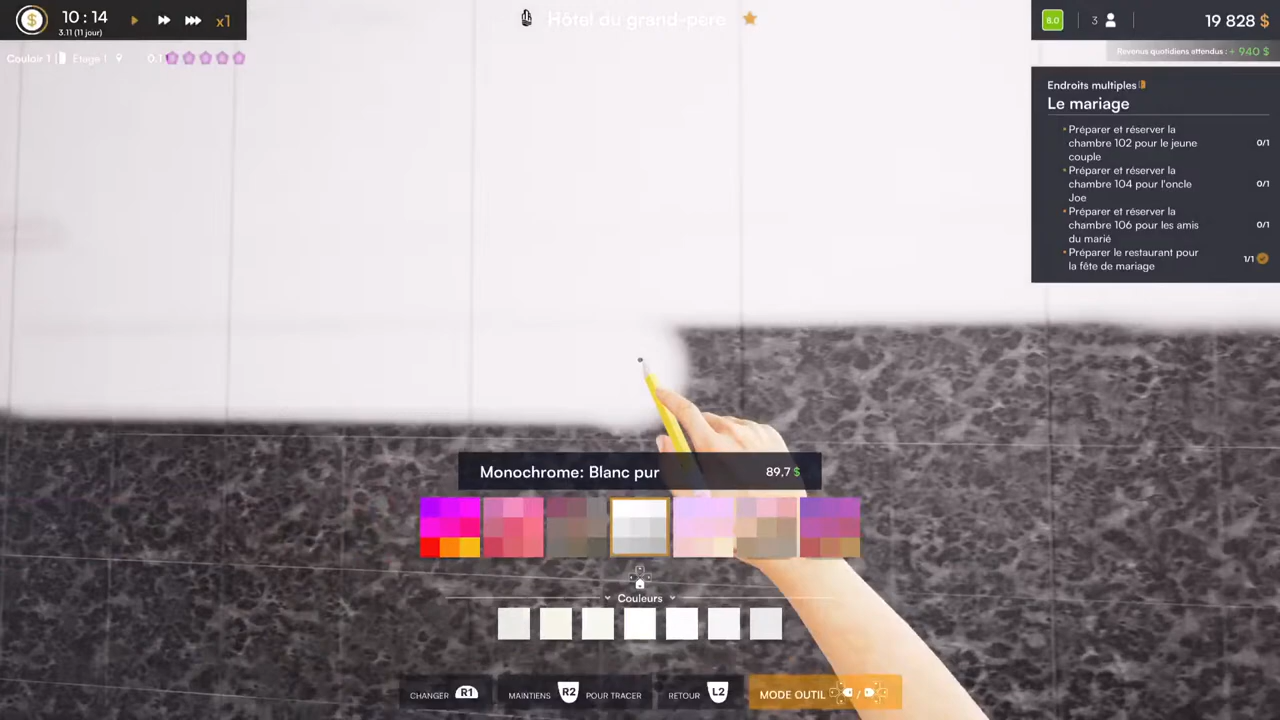 10:14
x1
3.11 (11 jour)
Hôtel du grand-père
8.0
3
19 828 $
Revenus quotidiens attendus : + 940 $
Couloir 1
Étage 1
0.1
Endroits multiples
Le mariage
Préparer et réserver la
chambre 102 pour le jeune
couple
0/1
Préparer et réserver la
chambre 104 pour l'oncle
Joe
0/1
Préparer et réserver la
chambre 106 pour les amis
du marié
0/1
Préparer le restaurant pour
la fête de mariage
1/1
Monochrome: Blanc pur
89,7 $
Couleurs
CHANGER R1
MAINTIENS R2 POUR TRACER
RETOUR L2
MODE OUTIL /